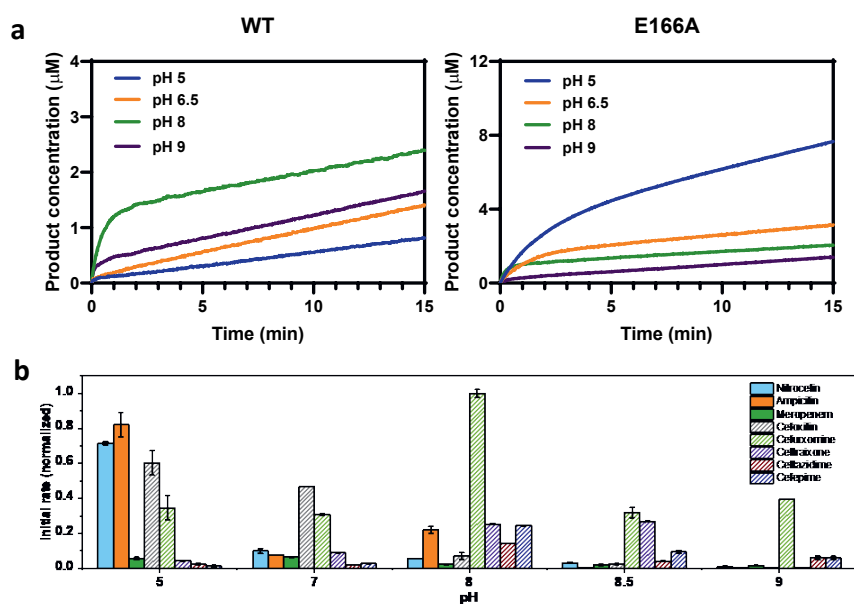 a
WT
E166A
Product concentration (µM)
4
3
2
1
0
pH 5
pH 6.5
pH 8
pH 9
0 5 10 15
Time (min)
Product concentration (µM)
12
8
4
0
pH 5
pH 6.5
pH 8
pH 9
0 5 10 15
Time (min)
b
Initial rate (normalized)
1.0
0.8
0.6
0.4
0.2
0.0
Nitrocefin
Ampicilin
Meropenem
Cefoxitin
Cefurxomine
Ceftraixone
Ceftazidime
Cefepime
5 7 8 8.5 9
pH